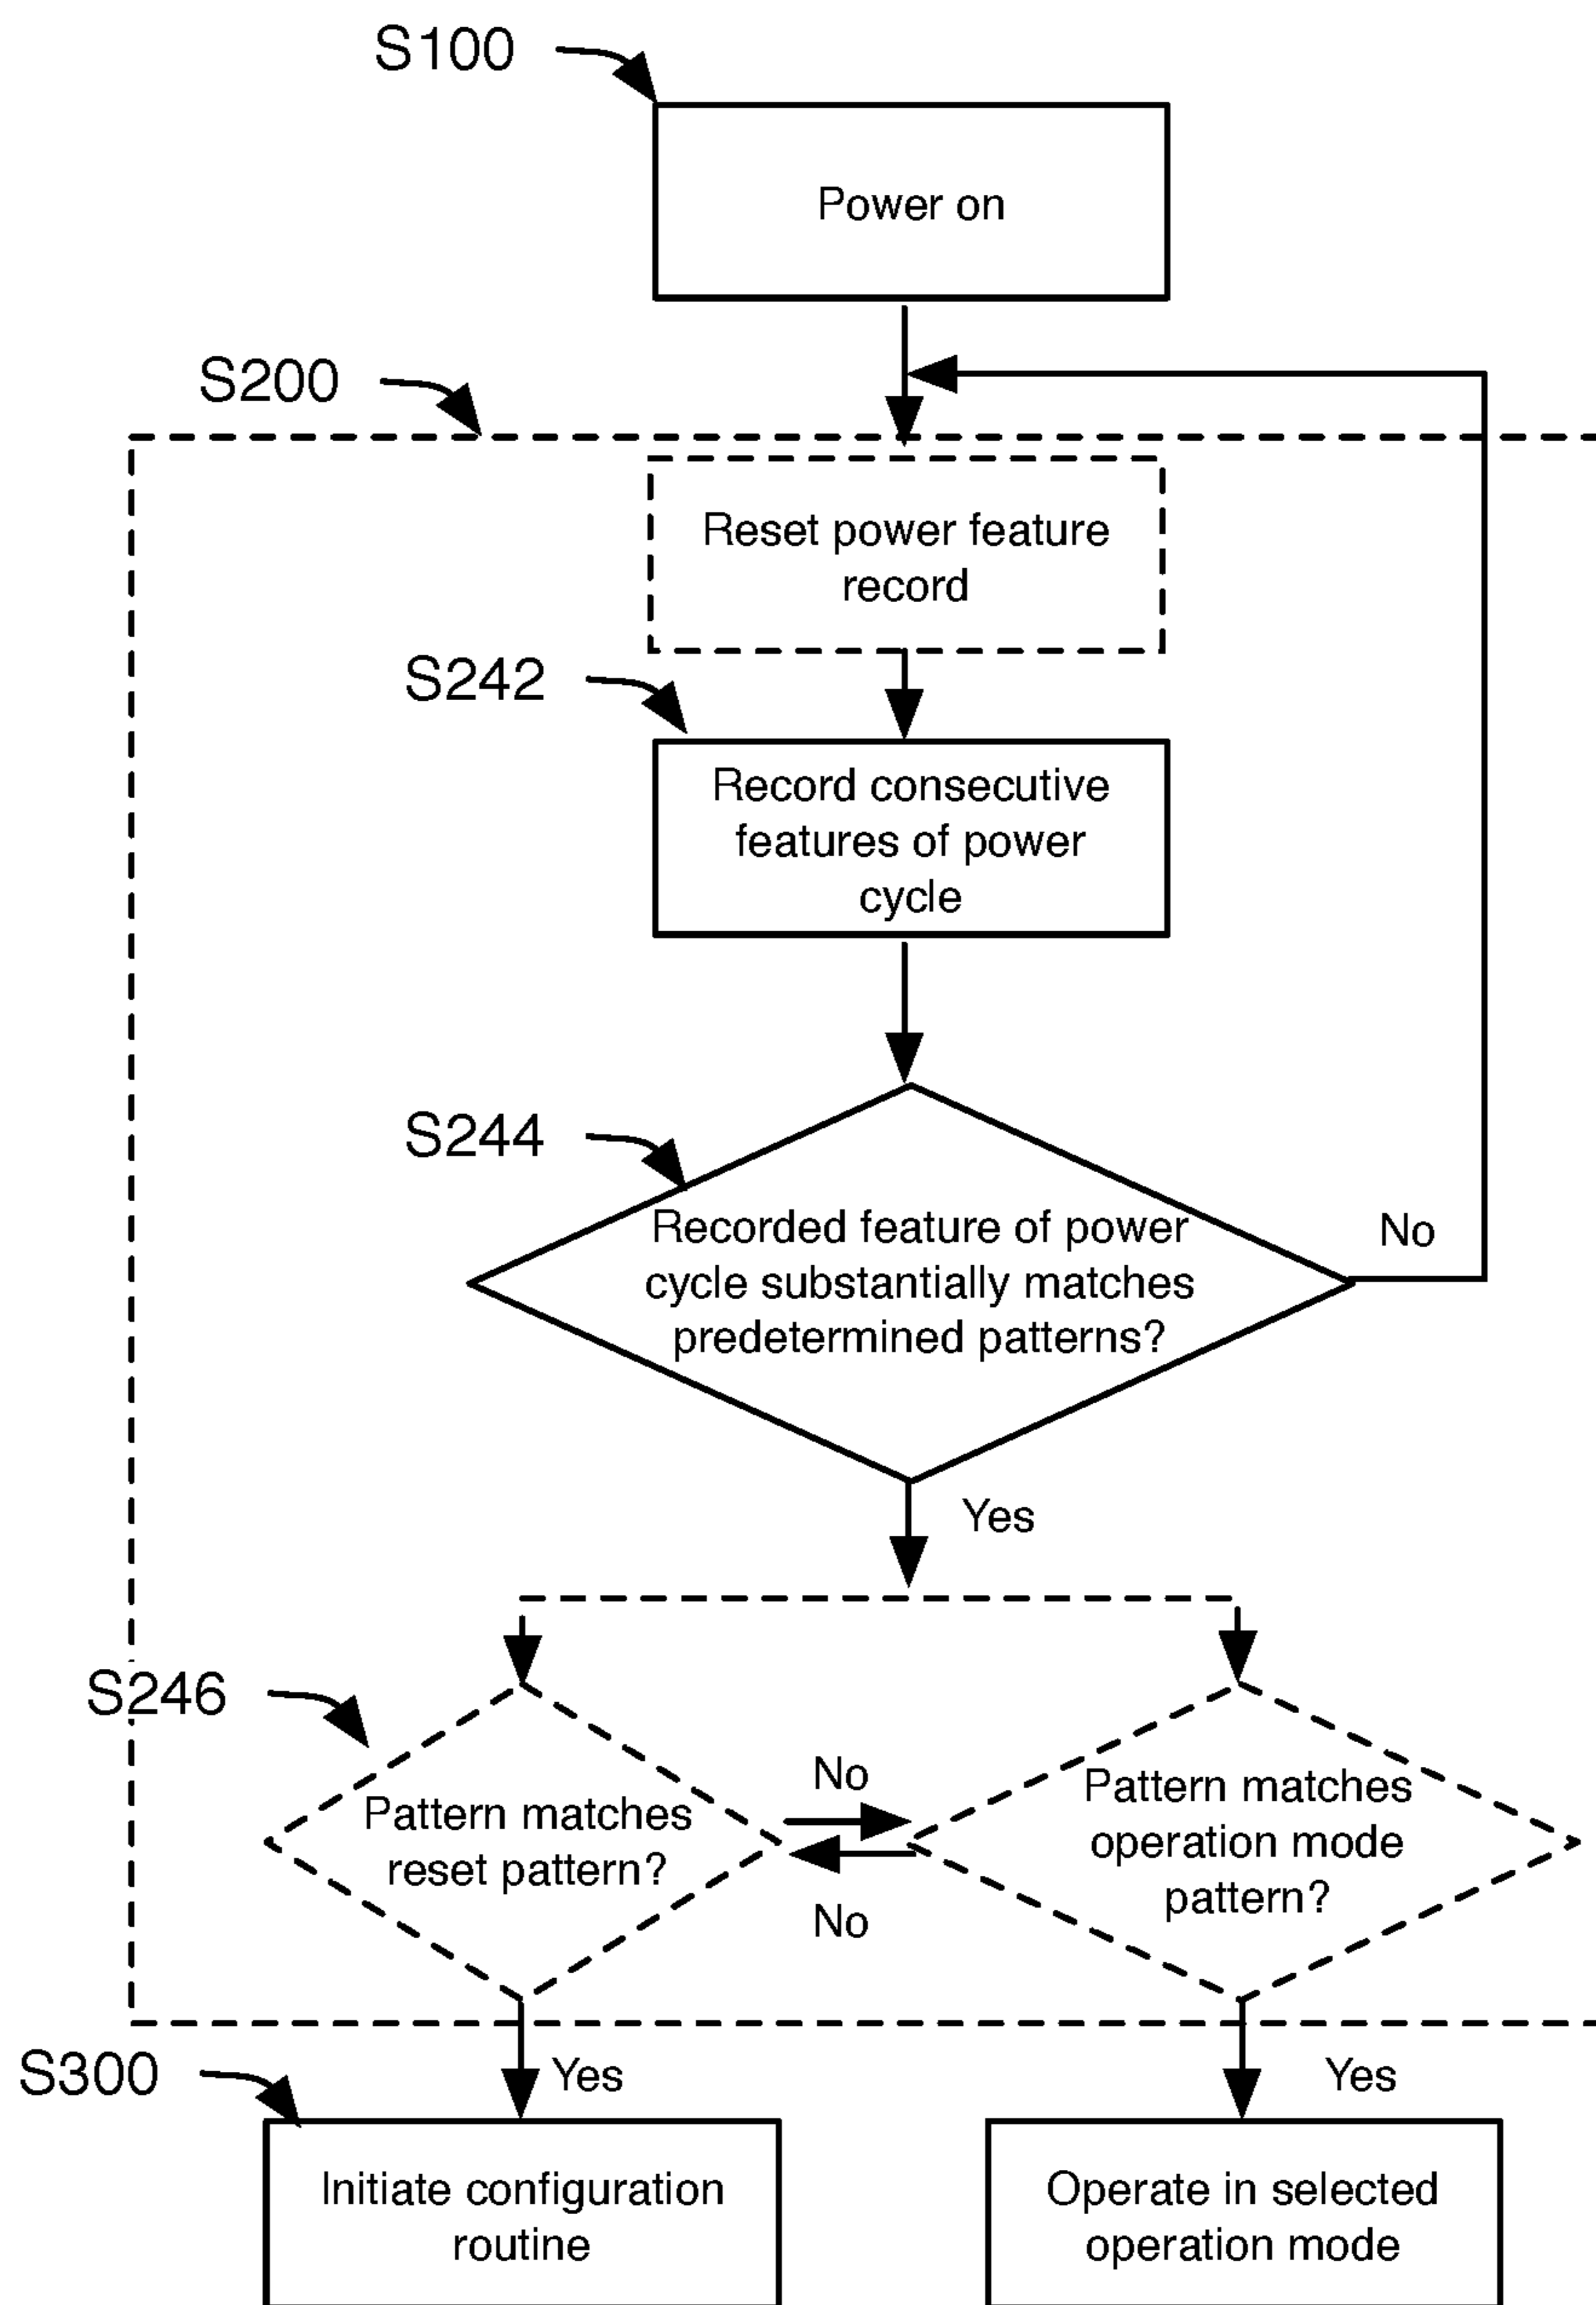 S100
Power on
S200
Reset power feature
record
S242
Record consecutive
features of power
cycle
S244
Recorded feature of power
cycle substantially matches
predetermined patterns?
No
Yes
S246
Pattern matches
reset pattern?
No
No
Pattern matches
operation mode
pattern?
S300
Yes
Yes
Initiate configuration
routine
Operate in selected
operation mode